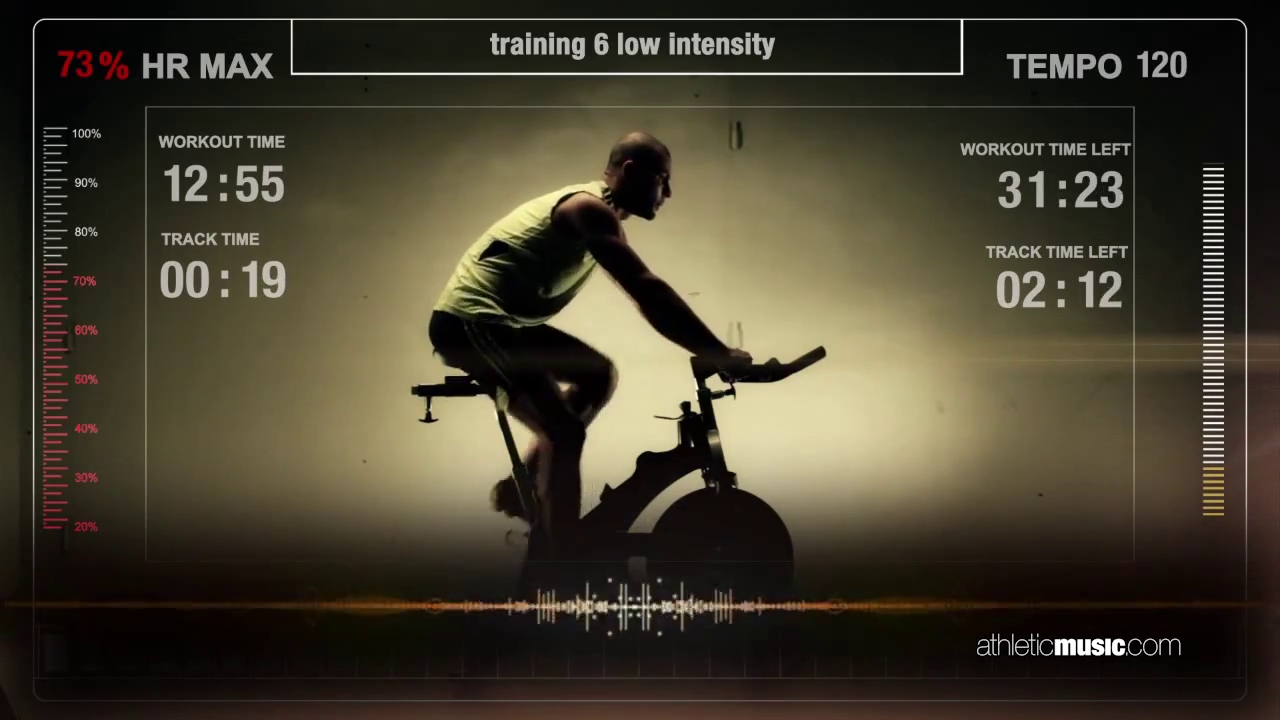 training 6 low intensity
73% HR MAX
TEMPO 120
WORKOUT TIME
12:55
TRACK TIME
00:19
WORKOUT TIME LEFT
31:23
TRACK TIME LEFT
02:12
100%
90%
80%
70%
60%
50%
40%
30%
20%
athleticmusic.com